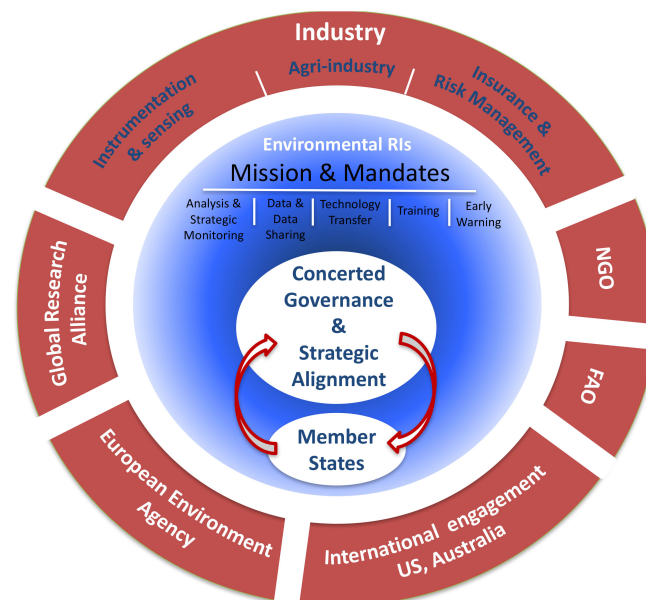 Industry
Instrumentation
& sensing
Agri-industry
Insurance &
Risk Management
Environmental RIs
Mission & Mandates
Analysis &
Strategic
Monitoring
Data &
Data
Sharing
Technology
Transfer
Training
Early
Warning
Concerted
Governance
&
Strategic
Alignment
Member
States
Global Research
Alliance
NGO
FAO
European Environment
Agency
International engagement
US, Australia